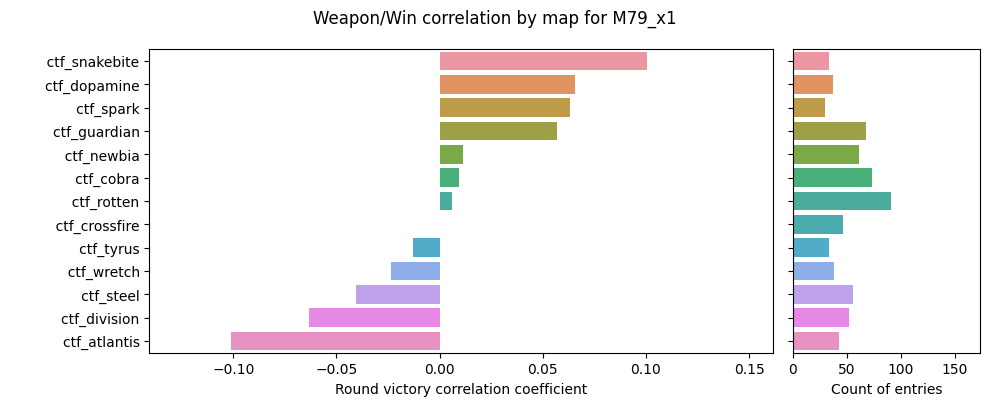 Weapon/Win correlation by map for M79_x1
ctf_snakebite
ctf_dopamine
ctf_spark
ctf_guardian
ctf_newbia
ctf_cobra
ctf_rotten
ctf_crossfire
ctf_tyrus
ctf_wretch
ctf_steel
ctf_division
ctf_atlantis
−0.10 −0.05 0.00 0.05 0.10 0.15
Round victory correlation coefficient
0 50 100 150
Count of entries